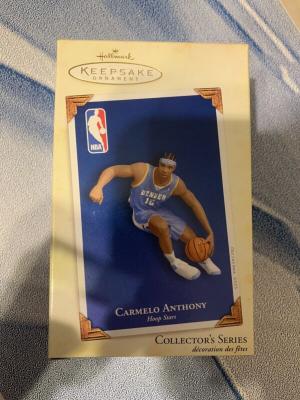 Hallmark
KEEPSAKE
ORNAMENT
NBA
DENVER
15
CARMELO ANTHONY
Hoop Stars
COLLECTOR'S SERIES
décoration des fêtes